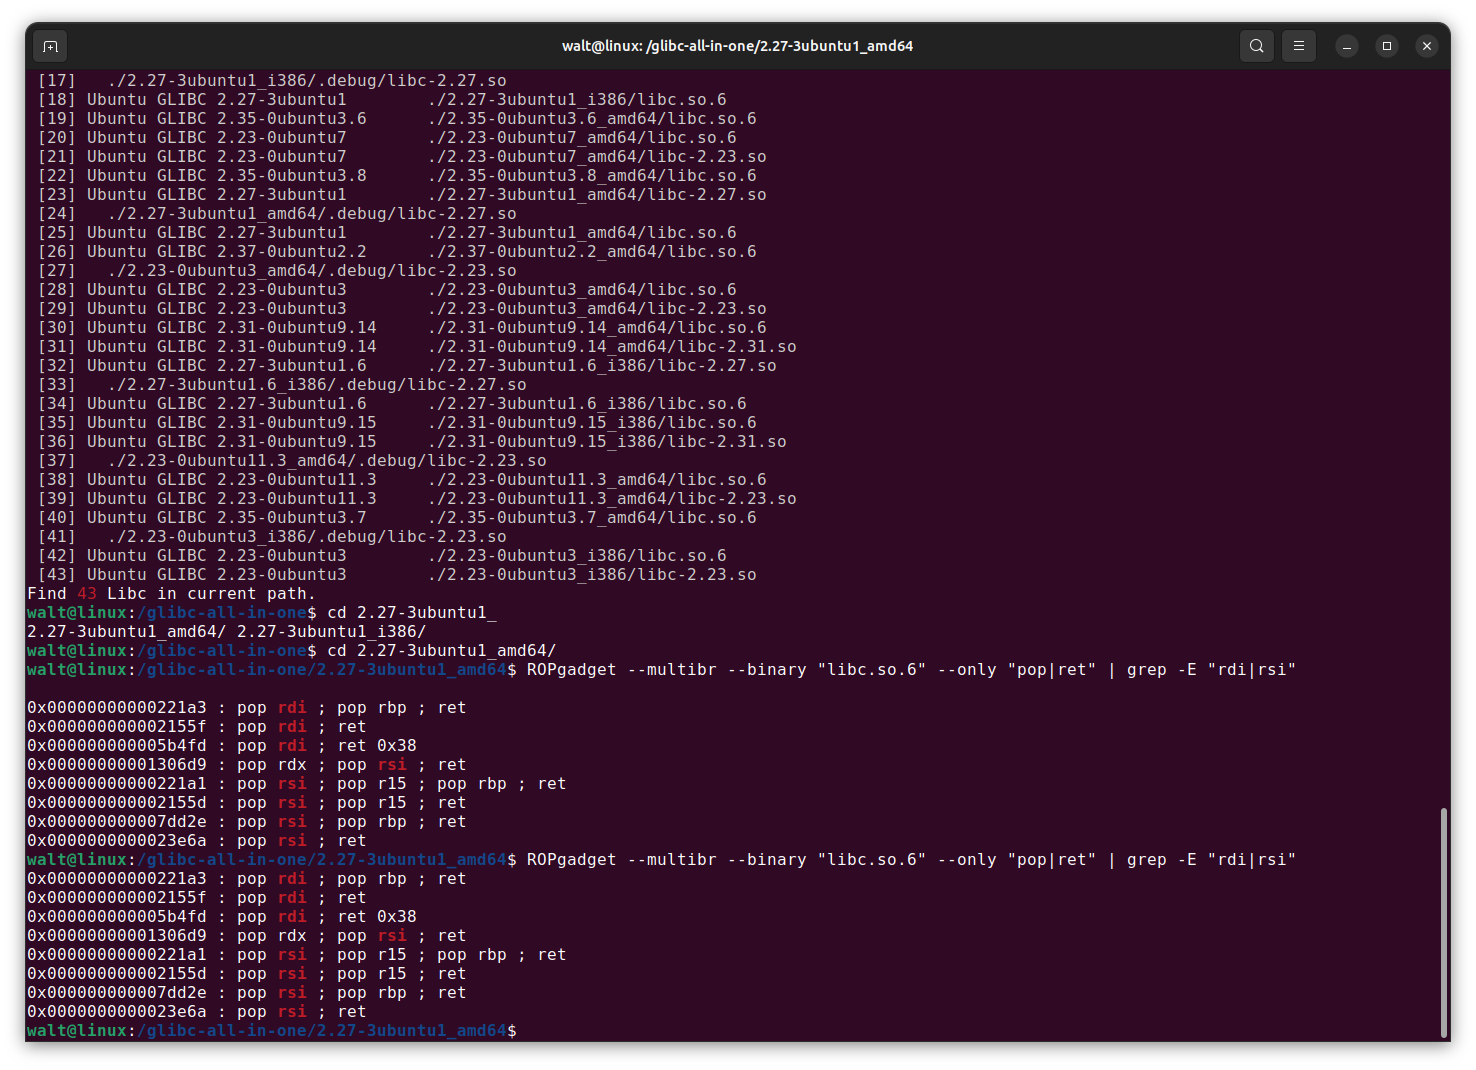 walt@linux: /glibc-all-in-one/2.27-3ubuntu1_amd64
[17]   ./2.27-3ubuntu1_i386/.debug/libc-2.27.so
[18] Ubuntu GLIBC 2.27-3ubuntu1        ./2.27-3ubuntu1_i386/libc.so.6
[19] Ubuntu GLIBC 2.35-0ubuntu3.6      ./2.35-0ubuntu3.6_amd64/libc.so.6
[20] Ubuntu GLIBC 2.23-0ubuntu7        ./2.23-0ubuntu7_amd64/libc.so.6
[21] Ubuntu GLIBC 2.23-0ubuntu7        ./2.23-0ubuntu7_amd64/libc-2.23.so
[22] Ubuntu GLIBC 2.35-0ubuntu3.8      ./2.35-0ubuntu3.8_amd64/libc.so.6
[23] Ubuntu GLIBC 2.27-3ubuntu1        ./2.27-3ubuntu1_amd64/libc-2.27.so
[24]   ./2.27-3ubuntu1_amd64/.debug/libc-2.27.so
[25] Ubuntu GLIBC 2.27-3ubuntu1        ./2.27-3ubuntu1_amd64/libc.so.6
[26] Ubuntu GLIBC 2.37-0ubuntu2.2      ./2.37-0ubuntu2.2_amd64/libc.so.6
[27]   ./2.23-0ubuntu3_amd64/.debug/libc-2.23.so
[28] Ubuntu GLIBC 2.23-0ubuntu3        ./2.23-0ubuntu3_amd64/libc.so.6
[29] Ubuntu GLIBC 2.23-0ubuntu3        ./2.23-0ubuntu3_amd64/libc-2.23.so
[30] Ubuntu GLIBC 2.31-0ubuntu9.14     ./2.31-0ubuntu9.14_amd64/libc.so.6
[31] Ubuntu GLIBC 2.31-0ubuntu9.14     ./2.31-0ubuntu9.14_amd64/libc-2.31.so
[32] Ubuntu GLIBC 2.27-3ubuntu1.6      ./2.27-3ubuntu1.6_i386/libc-2.27.so
[33]   ./2.27-3ubuntu1.6_i386/.debug/libc-2.27.so
[34] Ubuntu GLIBC 2.27-3ubuntu1.6      ./2.27-3ubuntu1.6_i386/libc.so.6
[35] Ubuntu GLIBC 2.31-0ubuntu9.15     ./2.31-0ubuntu9.15_i386/libc.so.6
[36] Ubuntu GLIBC 2.31-0ubuntu9.15     ./2.31-0ubuntu9.15_i386/libc-2.31.so
[37]   ./2.23-0ubuntu11.3_amd64/.debug/libc-2.23.so
[38] Ubuntu GLIBC 2.23-0ubuntu11.3     ./2.23-0ubuntu11.3_amd64/libc.so.6
[39] Ubuntu GLIBC 2.23-0ubuntu11.3     ./2.23-0ubuntu11.3_amd64/libc-2.23.so
[40] Ubuntu GLIBC 2.35-0ubuntu3.7      ./2.35-0ubuntu3.7_amd64/libc.so.6
[41]   ./2.23-0ubuntu3_i386/.debug/libc-2.23.so
[42] Ubuntu GLIBC 2.23-0ubuntu3        ./2.23-0ubuntu3_i386/libc.so.6
[43] Ubuntu GLIBC 2.23-0ubuntu3        ./2.23-0ubuntu3_i386/libc-2.23.so
Find 43 Libc in current path.
walt@linux:/glibc-all-in-one$ cd 2.27-3ubuntu1_
2.27-3ubuntu1_amd64/ 2.27-3ubuntu1_i386/
walt@linux:/glibc-all-in-one$ cd 2.27-3ubuntu1_amd64/
walt@linux:/glibc-all-in-one/2.27-3ubuntu1_amd64$ ROPgadget --multibr --binary "libc.so.6" --only "pop|ret" | grep -E "rdi|rsi"
0x00000000000221a3 : pop rdi ; pop rbp ; ret
0x000000000002155f : pop rdi ; ret
0x000000000005b4fd : pop rdi ; ret 0x38
0x00000000001306d9 : pop rdx ; pop rsi ; ret
0x00000000000221a1 : pop rsi ; pop r15 ; pop rbp ; ret
0x000000000002155d : pop rsi ; pop r15 ; ret
0x000000000007dd2e : pop rsi ; pop rbp ; ret
0x0000000000023e6a : pop rsi ; ret
walt@linux:/glibc-all-in-one/2.27-3ubuntu1_amd64$ ROPgadget --multibr --binary "libc.so.6" --only "pop|ret" | grep -E "rdi|rsi"
0x00000000000221a3 : pop rdi ; pop rbp ; ret
0x000000000002155f : pop rdi ; ret
0x000000000005b4fd : pop rdi ; ret 0x38
0x00000000001306d9 : pop rdx ; pop rsi ; ret
0x00000000000221a1 : pop rsi ; pop r15 ; pop rbp ; ret
0x000000000002155d : pop rsi ; pop r15 ; ret
0x000000000007dd2e : pop rsi ; pop rbp ; ret
0x0000000000023e6a : pop rsi ; ret
walt@linux:/glibc-all-in-one/2.27-3ubuntu1_amd64$